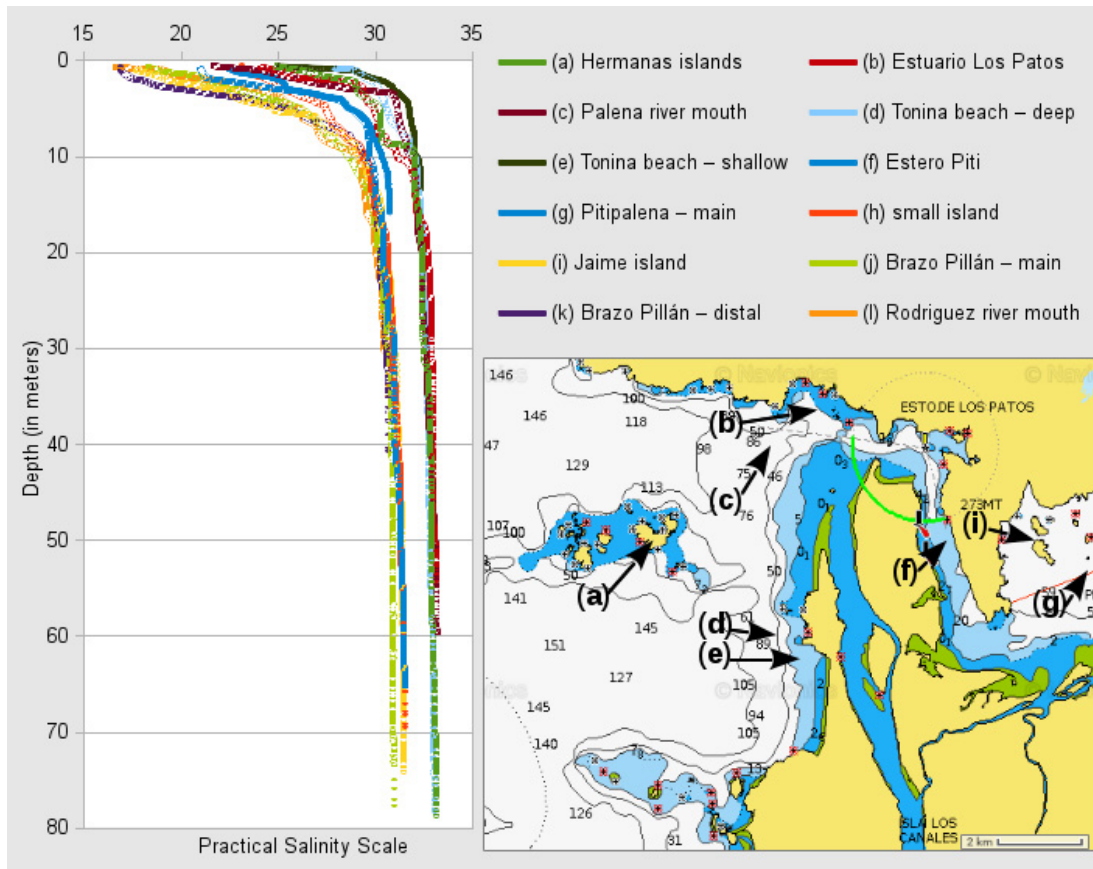 15 20 25 30 35
0
10
20
30
40
50
60
70
80
Depth (in meters)
Practical Salinity Scale
(a) Hermanas islands
(b) Estuario Los Patos
(c) Palena river mouth
(d) Tonina beach – deep
(e) Tonina beach – shallow
(f) Estero Piti
(g) Pitipalena – main
(h) small island
(i) Jaime island
(j) Brazo Pillán – main
(k) Brazo Pillán – distal
(l) Rodriguez river mouth
© Navionics
146
100
146
118
ESTO.DE LOS PATOS
(b)
50
86
47
98
129
75
46
(c)
113
76
273MT
(i)
107
100
(f)
50
(a)
50
(g)
141
145
20
(d)
89
151
(e)
127
105
© Navionics
145
94
105
140
126
91
ISLA LOS
CANALES
2 km